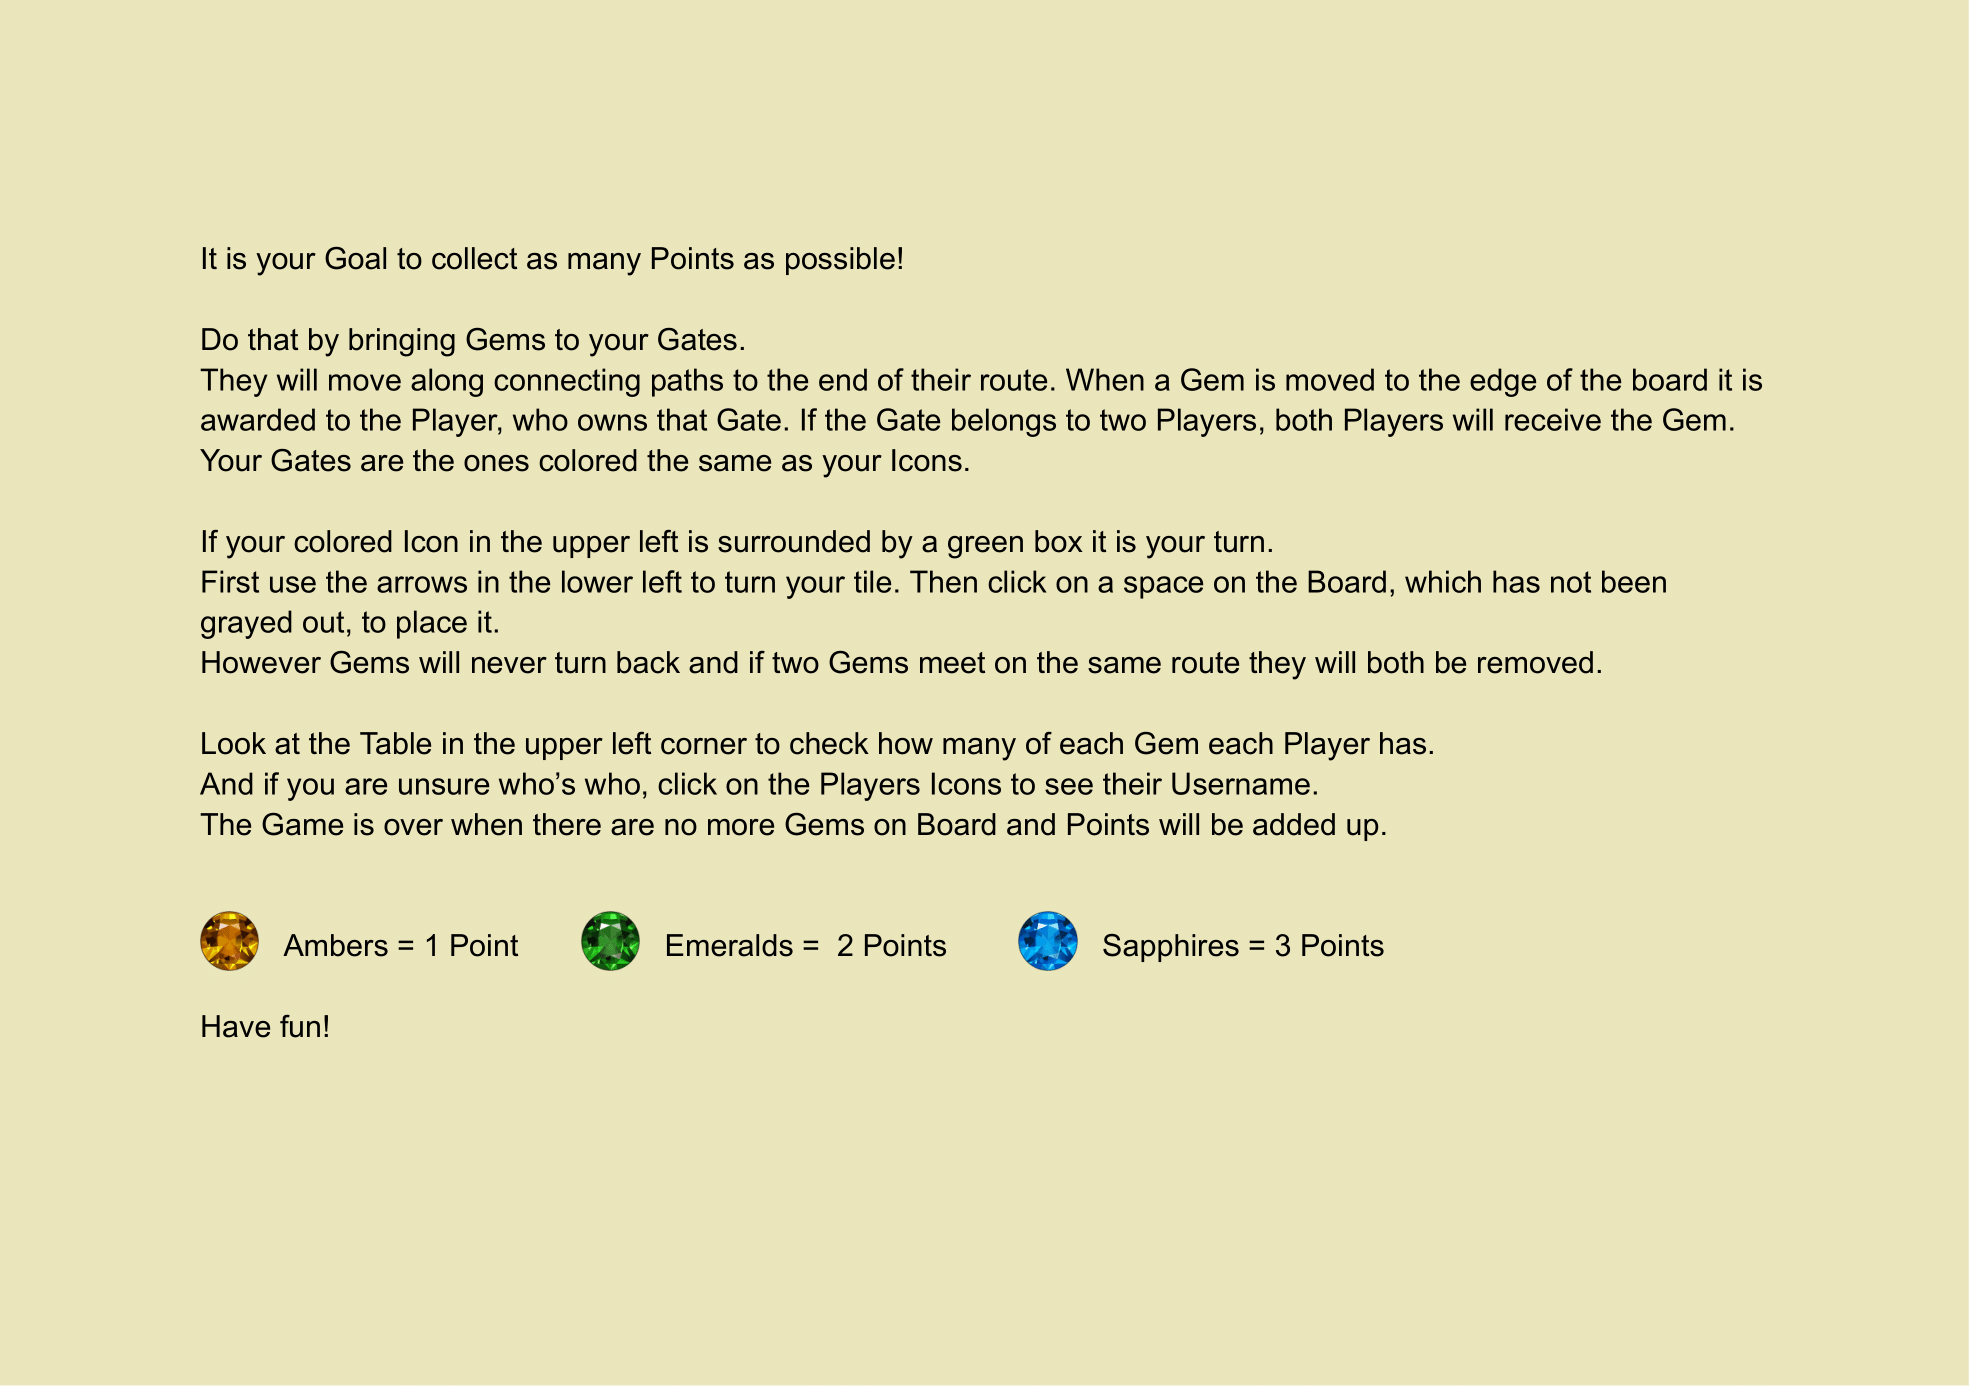 It is your Goal to collect as many Points as possible!
Do that by bringing Gems to your Gates.
They will move along connecting paths to the end of their route. When a Gem is moved to the edge of the board it is
awarded to the Player, who owns that Gate. If the Gate belongs to two Players, both Players will receive the Gem.
Your Gates are the ones colored the same as your Icons.
If your colored Icon in the upper left is surrounded by a green box it is your turn.
First use the arrows in the lower left to turn your tile. Then click on a space on the Board, which has not been
grayed out, to place it.
However Gems will never turn back and if two Gems meet on the same route they will both be removed.
Look at the Table in the upper left corner to check how many of each Gem each Player has.
And if you are unsure who’s who, click on the Players Icons to see their Username.
The Game is over when there are no more Gems on Board and Points will be added up.
Ambers = 1 Point Emeralds =  2 Points Sapphires = 3 Points
Have fun!